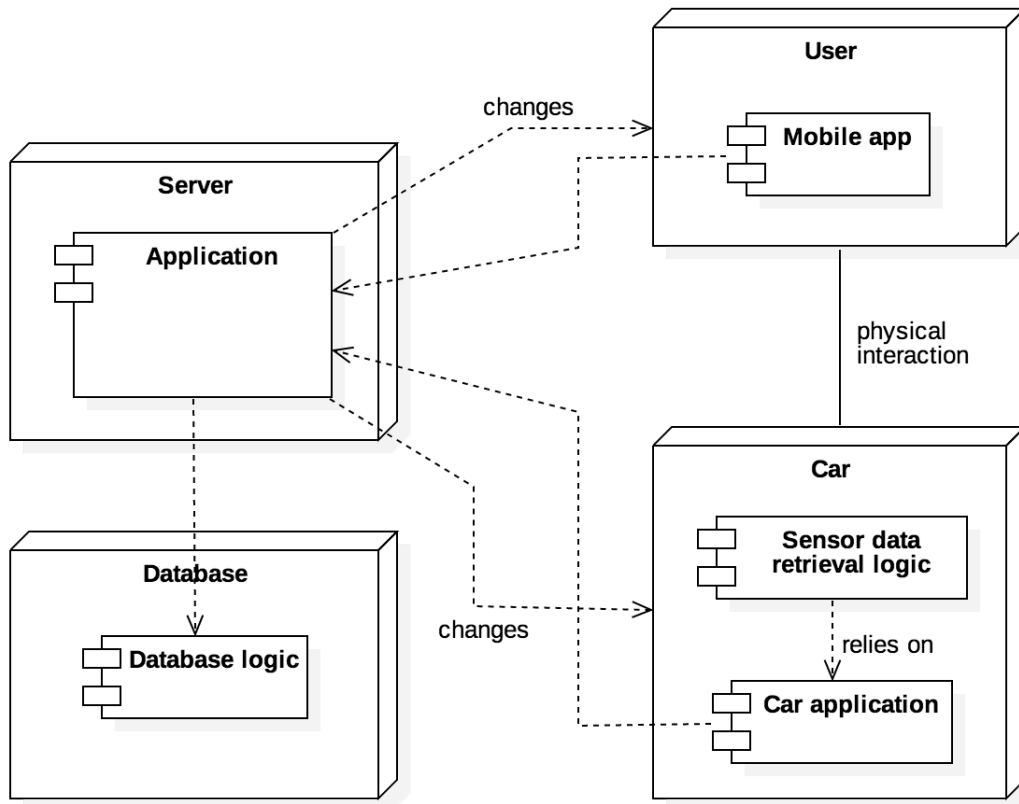 User
changes
Mobile app
Server
Application
physical
interaction
Car
Sensor data
retrieval logic
Database
changes
relies on
Database logic
Car application